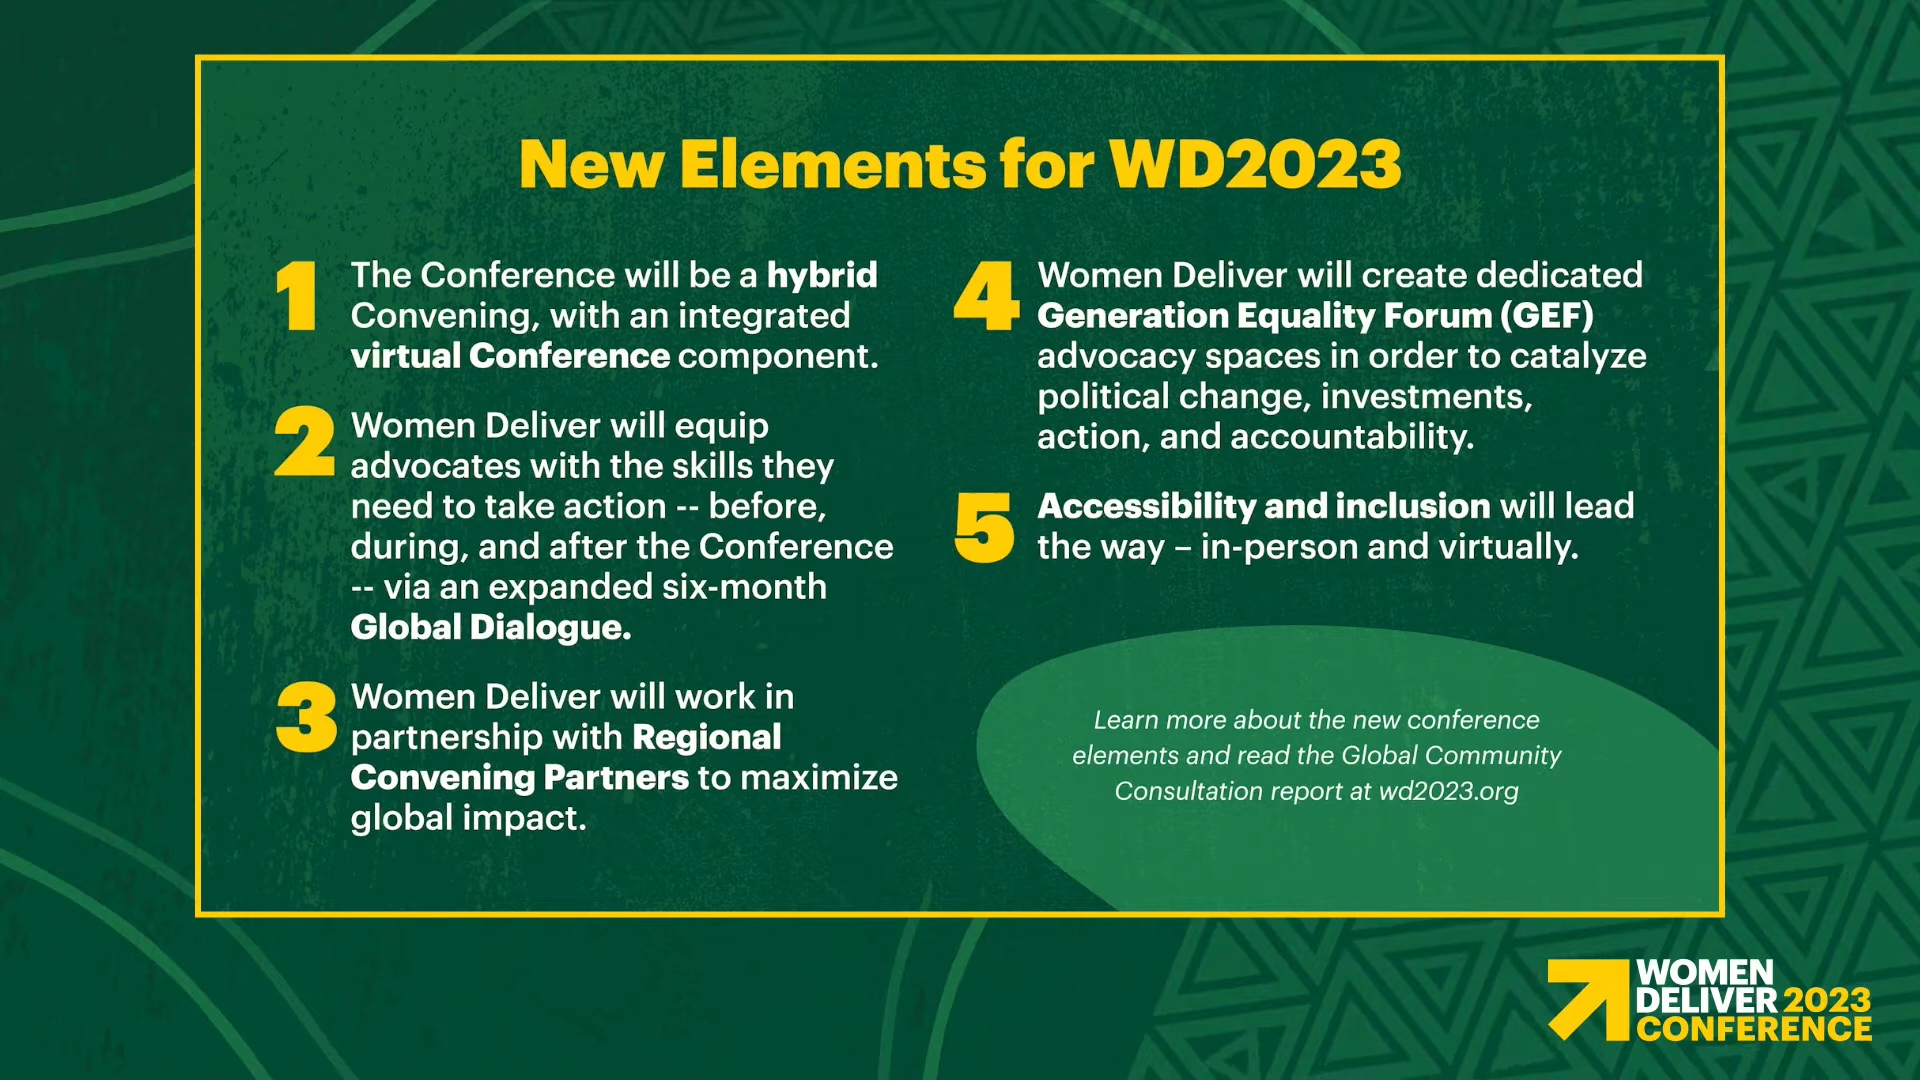 New Elements for WD2023
1
The Conference will be a hybrid
Convening, with an integrated
virtual Conference component.
2
Women Deliver will equip
advocates with the skills they
need to take action -- before,
during, and after the Conference
-- via an expanded six-month
Global Dialogue.
3
Women Deliver will work in
partnership with Regional
Convening Partners to maximize
global impact.
4
Women Deliver will create dedicated
Generation Equality Forum (GEF)
advocacy spaces in order to catalyze
political change, investments,
action, and accountability.
5
Accessibility and inclusion will lead
the way – in-person and virtually.
Learn more about the new conference
elements and read the Global Community
Consultation report at wd2023.org
WOMEN
DELIVER 2023
CONFERENCE